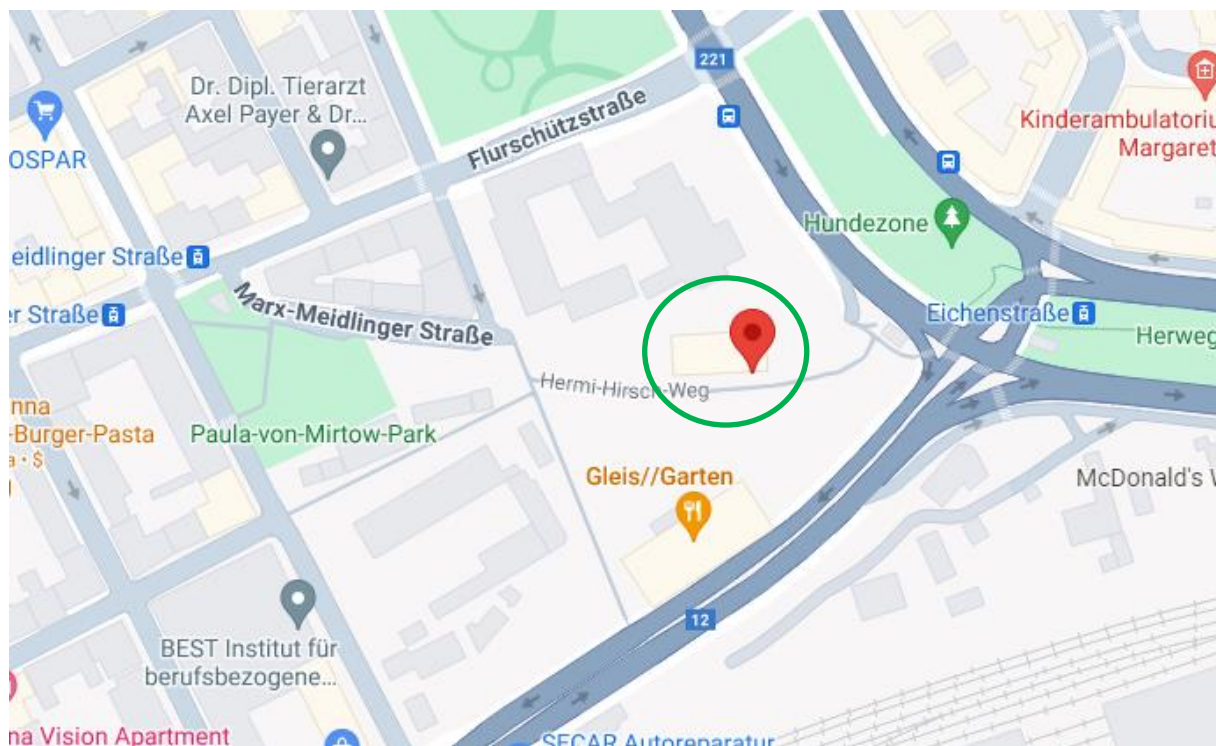 221
Dr. Dipl. Tierarzt
Axel Payer & Dr...
OSPAR
Flurschützstraße
Kinderambulatoriu
Margaret
Hundezone
eidlinger Straße
er Straße
Marx-Meidlinger Straße
Eichenstraße
Herweg
Hermi-Hirsch-Weg
nna
-Burger-Pasta
a · $
Paula-von-Mirtow-Park
Gleis//Garten
McDonald's W
12
BEST Institut für
berufsbezogene...
na Vision Apartment
SECAR Autoreparatur